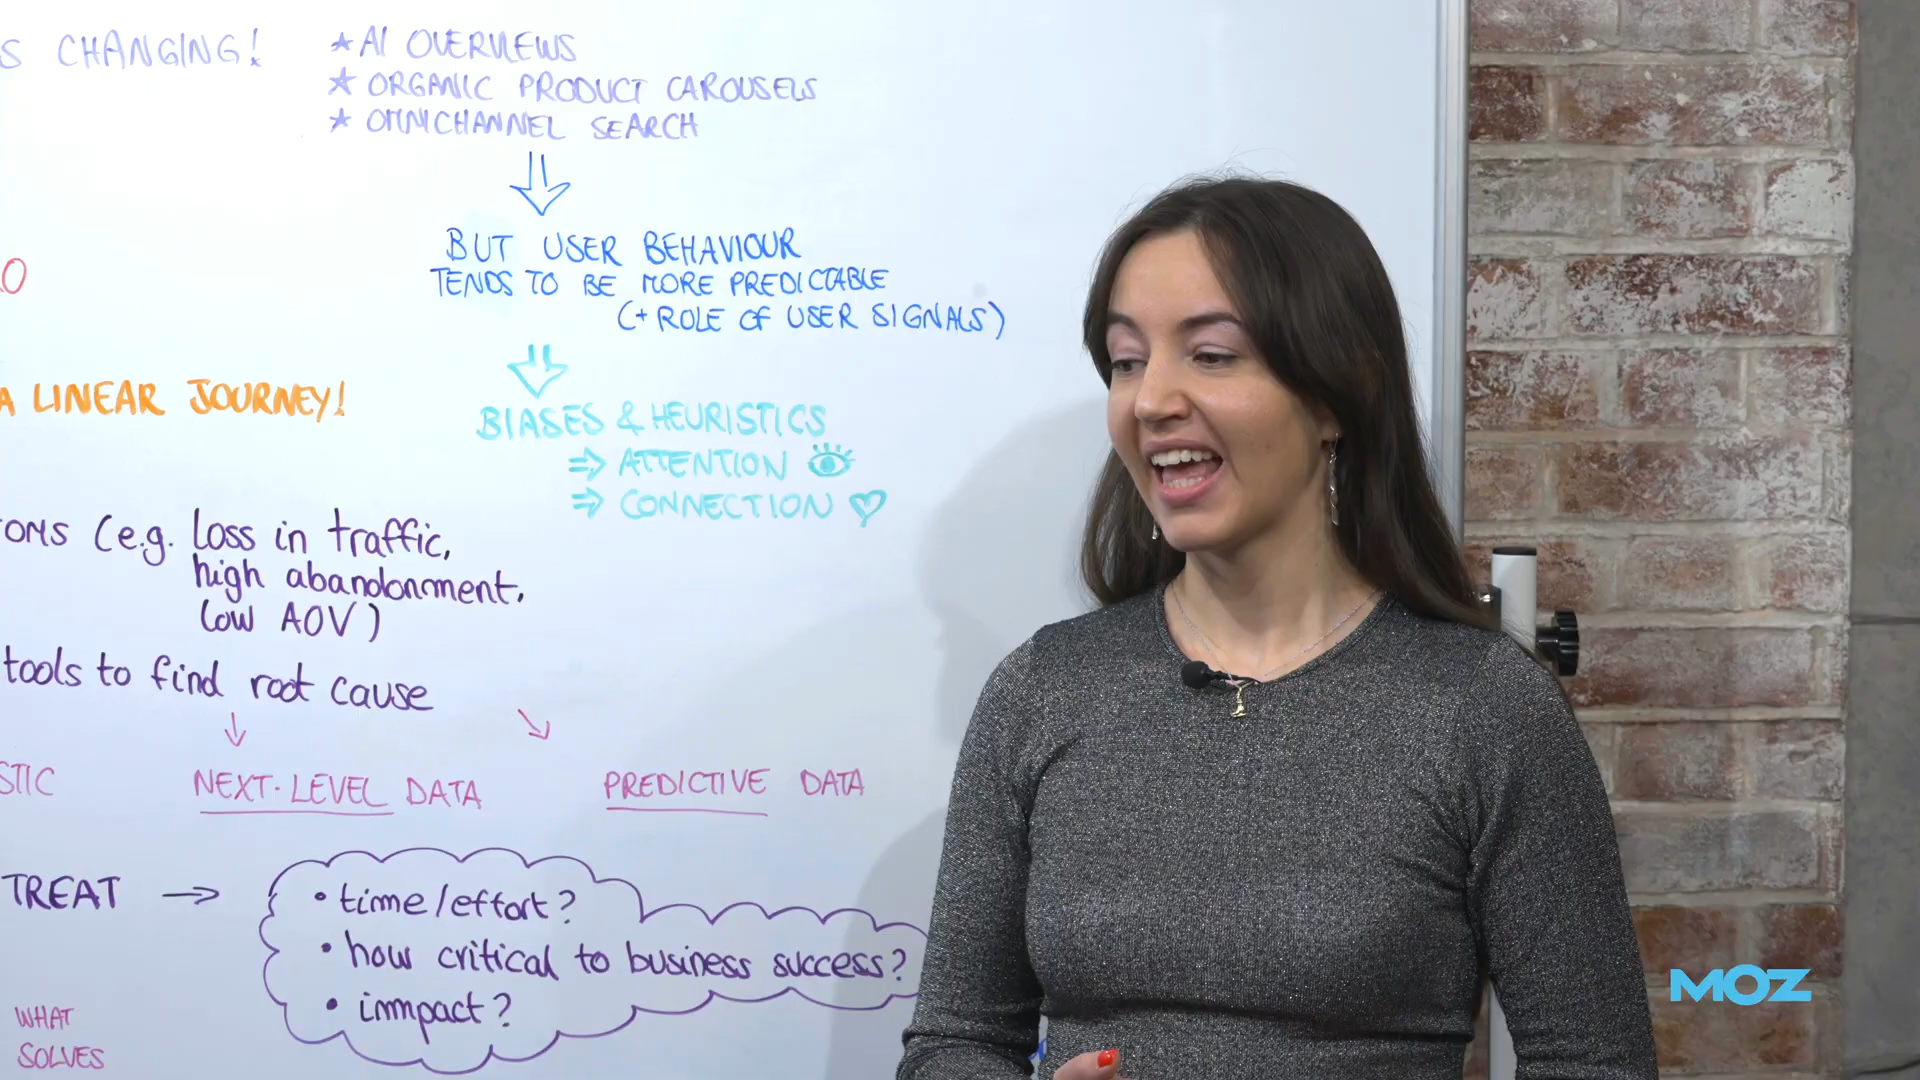 S CHANGING!
★ AI OVERVIEWS
★ ORGANIC PRODUCT CAROUSELS
★ OMNICHANNEL SEARCH
BUT USER BEHAVIOUR
TENDS TO BE MORE PREDICTABLE
(+ ROLE OF USER SIGNALS)
O
A LINEAR JOURNEY!
BIASES & HEURISTICS
⇒ ATTENTION
⇒ CONNECTION
OMS (e.g. loss in traffic,
high abandonment,
low AOV)
tools to find root cause
STIC
NEXT-LEVEL DATA
PREDICTIVE DATA
TREAT →
• time/effort?
• how critical to business success?
• impact?
WHAT
SOLVES
MOZ